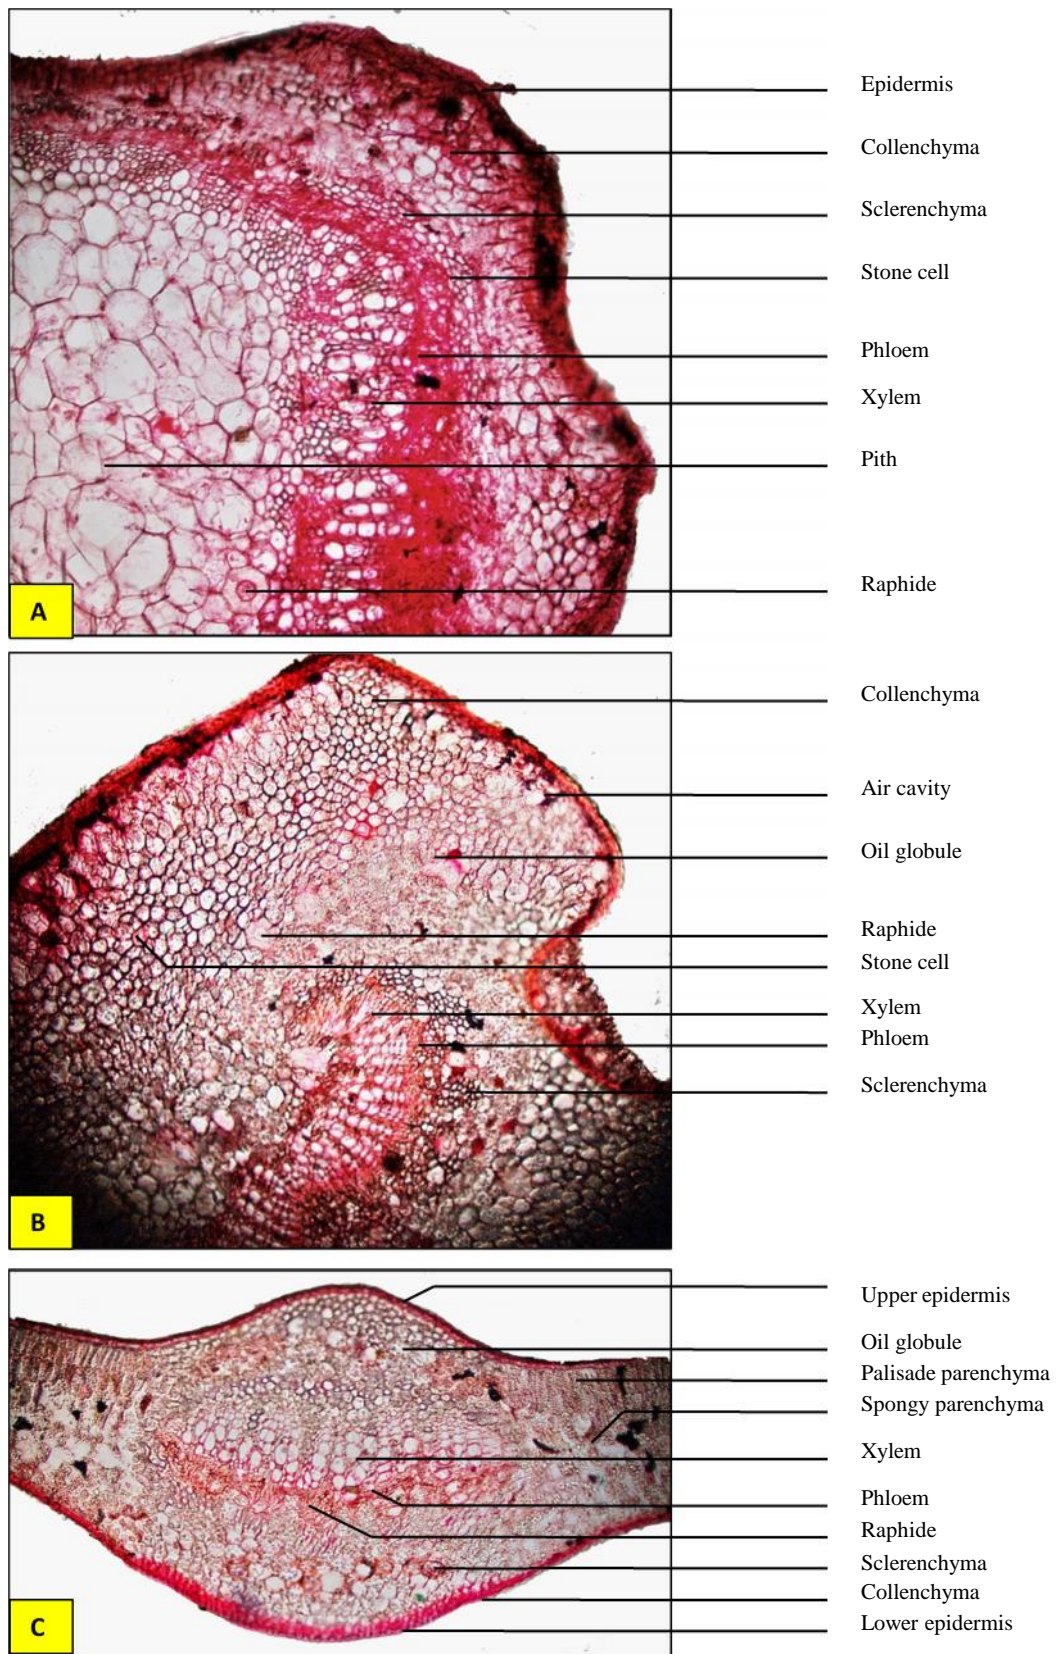 Epidermis
Collenchyma
Sclerenchyma
Stone cell
Phloem
Xylem
Pith
Raphide
A
Collenchyma
Air cavity
Oil globule
Raphide
Stone cell
Xylem
Phloem
Sclerenchyma
B
Upper epidermis
Oil globule
Palisade parenchyma
Spongy parenchyma
Xylem
Phloem
Raphide
Sclerenchyma
Collenchyma
Lower epidermis
C